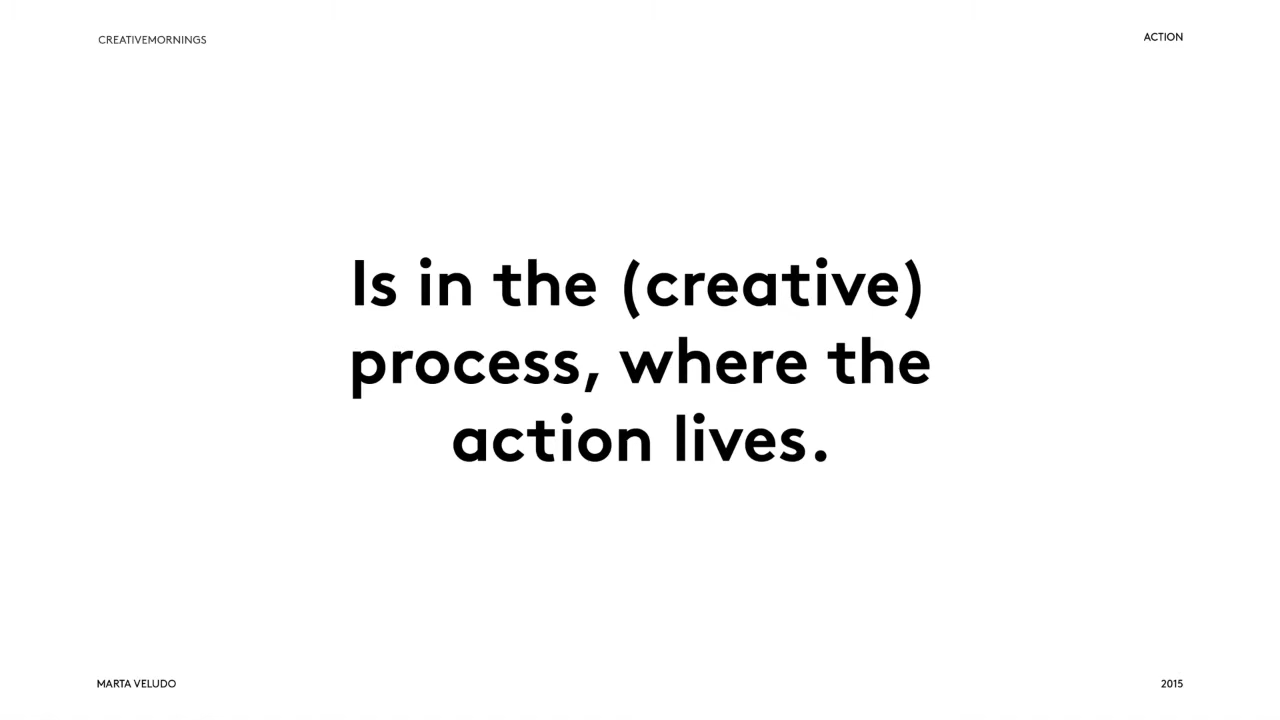 CREATIVEMORNINGS
ACTION
Is in the (creative)
process, where the
action lives.
MARTA VELUDO
2015